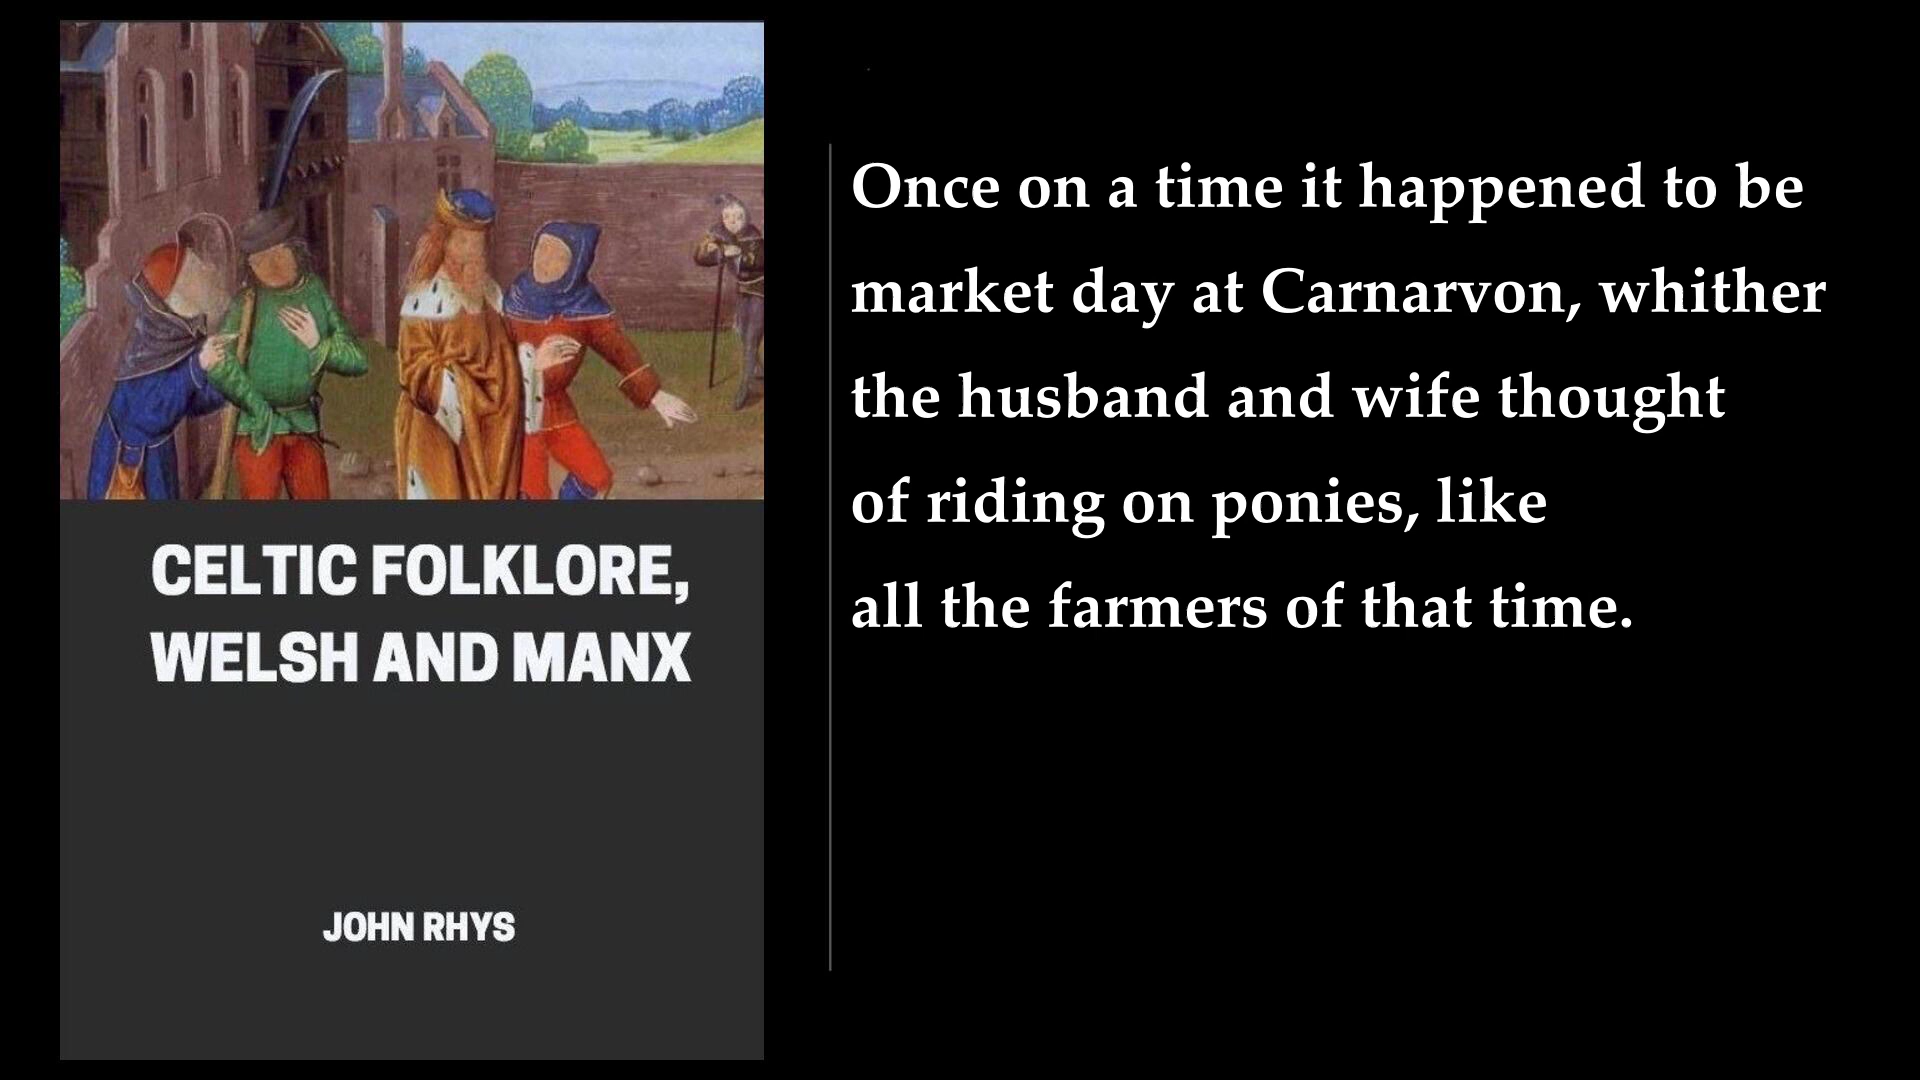 CELTIC FOLKLORE,
WELSH AND MANX
JOHN RHYS
Once on a time it happened to be
market day at Carnarvon, whither
the husband and wife thought
of riding on ponies, like
all the farmers of that time.